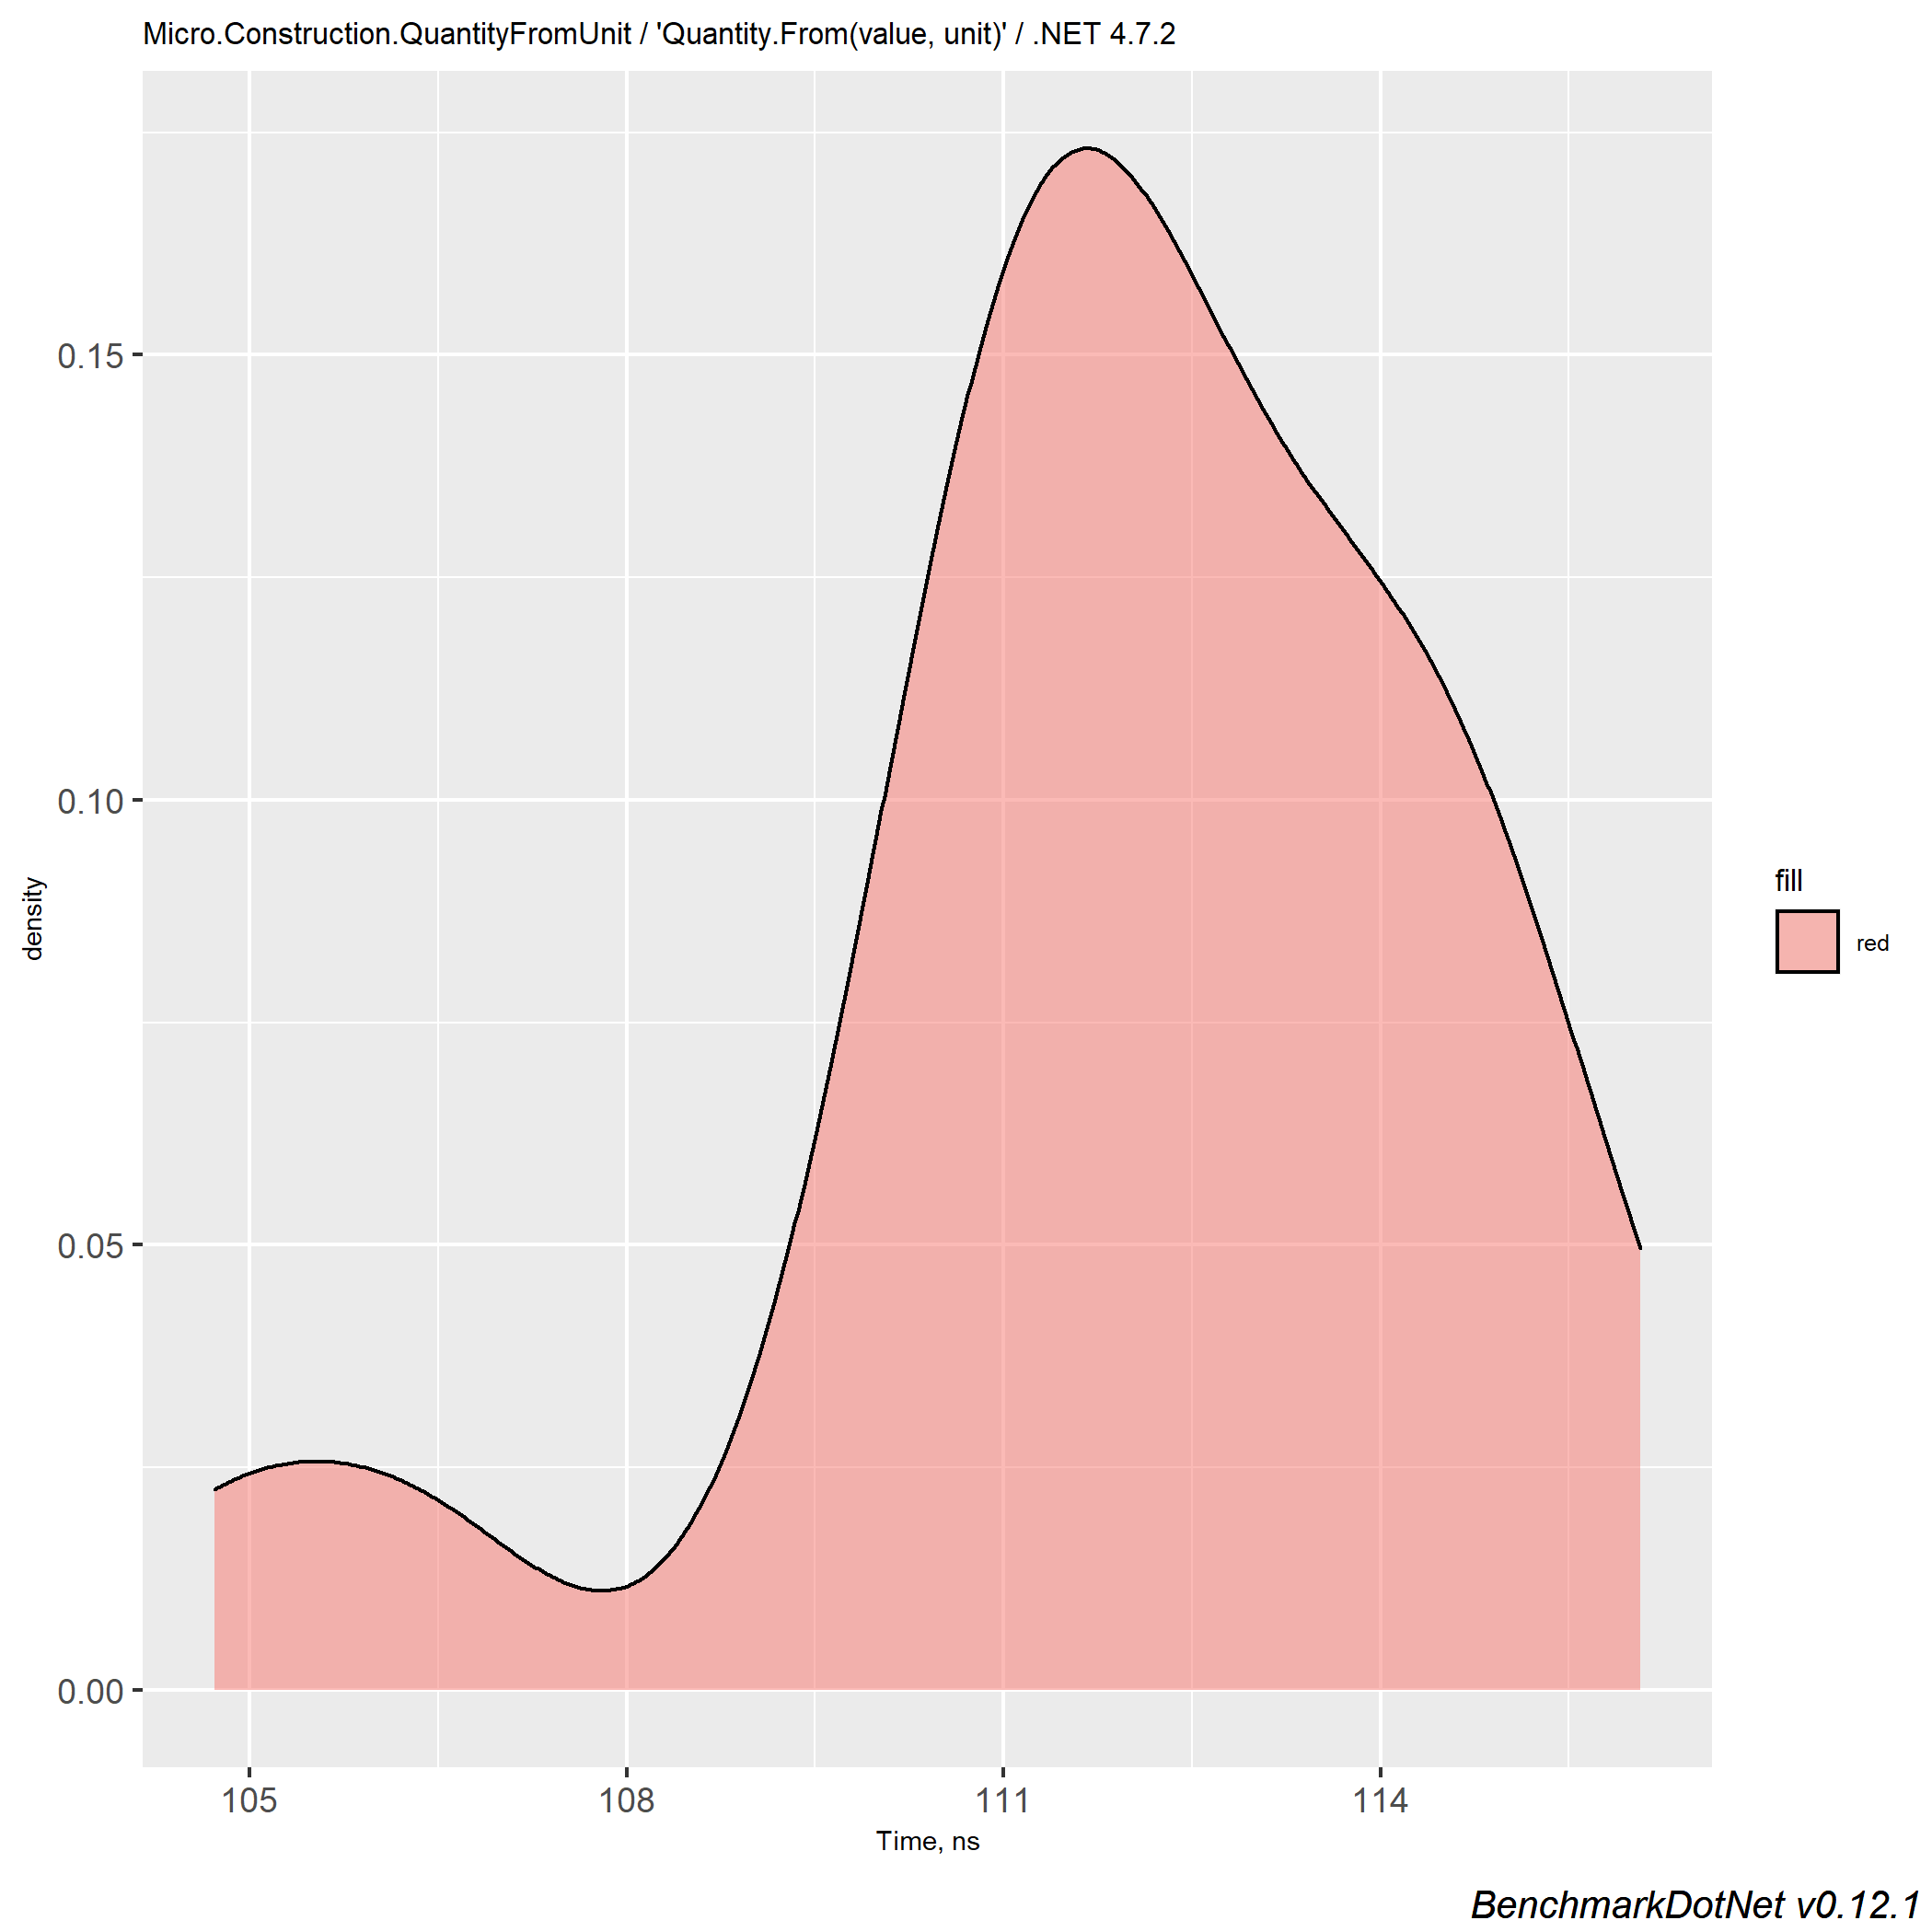 Micro.Construction.QuantityFromUnit / 'Quantity.From(value, unit)' / .NET 4.7.2
0.15
0.10
0.05
0.00
density
105 108 111 114
Time, ns
fill
red
BenchmarkDotNet v0.12.1